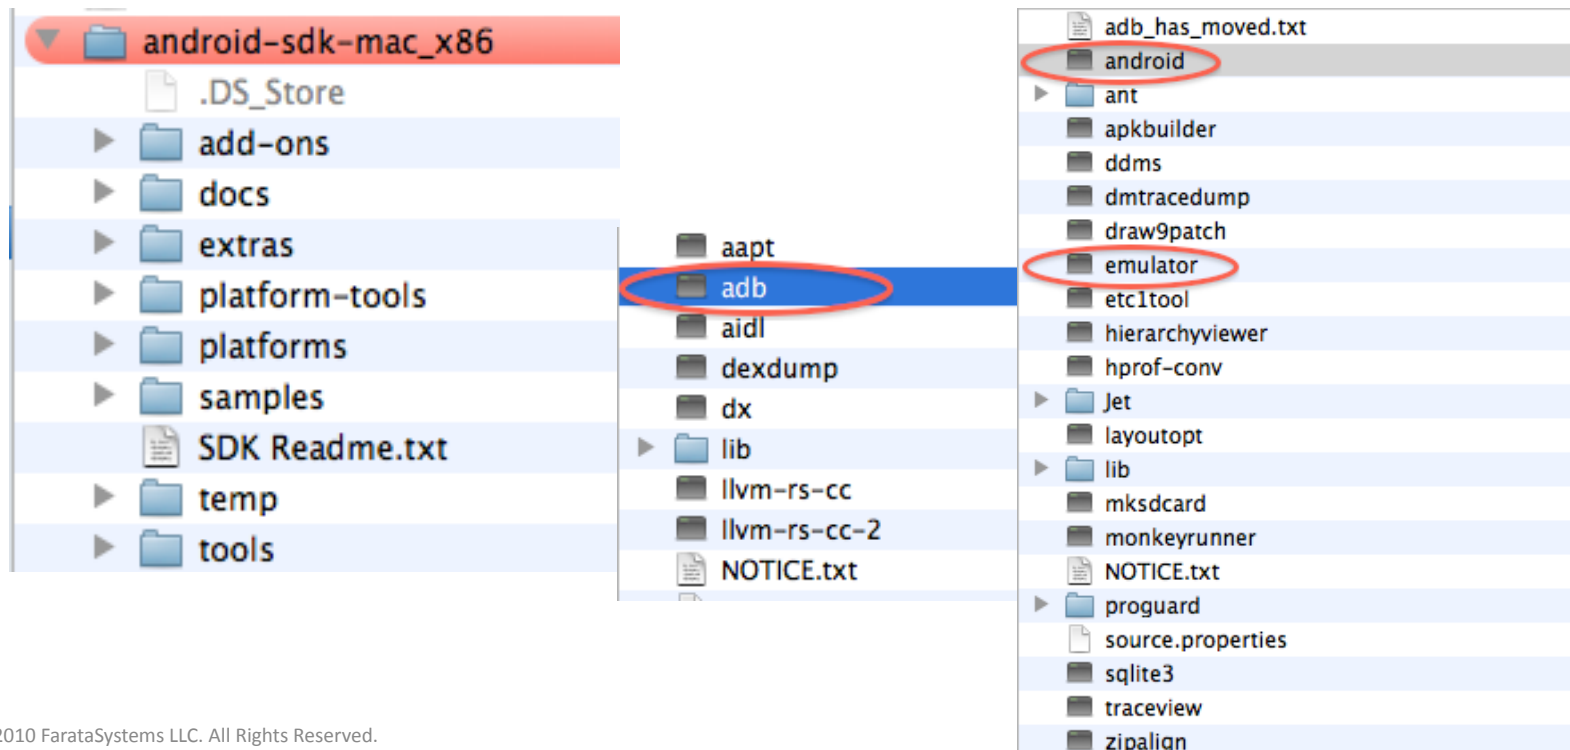 android-sdk-mac_x86
.DS_Store
add-ons
docs
extras
platform-tools
platforms
samples
SDK Readme.txt
temp
tools
aapt
adb
aidl
dexdump
dx
lib
llvm-rs-cc
llvm-rs-cc-2
NOTICE.txt
adb_has_moved.txt
android
ant
apkbuilder
ddms
dmtracedump
draw9patch
emulator
etc1tool
hierarchyviewer
hprof-conv
Jet
layoutopt
lib
mksdcard
monkeyrunner
NOTICE.txt
proguard
source.properties
sqlite3
traceview
zipalign
2010 FarataSystems LLC. All Rights Reserved.